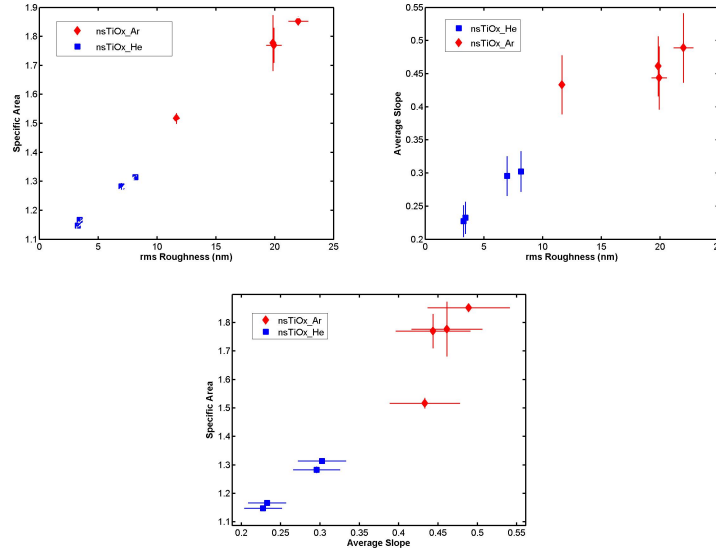 1.9
1.8
1.7
1.6
1.5
1.4
1.3
1.2
1.1
Specific Area
nsTiOx_Ar
nsTiOx_He
0 5 10 15 20 25
rms Roughness (nm)
0.55
0.5
0.45
0.4
0.35
0.3
0.25
0.2
Average Slope
nsTiOx_He
nsTiOx_Ar
0 5 10 15 20
rms Roughness (nm)
1.8
1.7
1.6
1.5
1.4
1.3
1.2
1.1
Specific Area
nsTiOx_Ar
nsTiOx_He
0.2 0.25 0.3 0.35 0.4 0.45 0.5 0.55
Average Slope